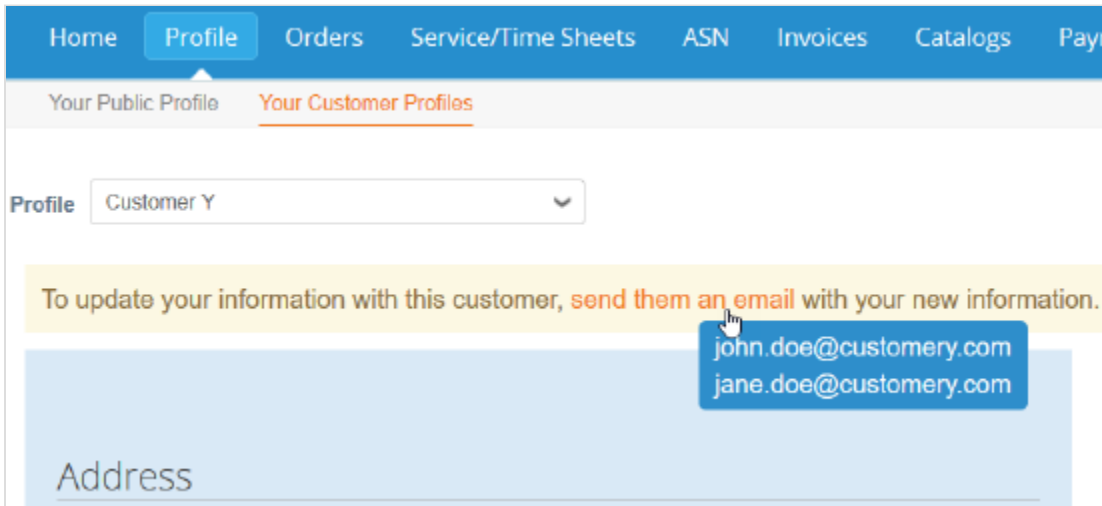 Home Profile Orders Service/Time Sheets ASN Invoices Catalogs
Your Public Profile Your Customer Profiles
Profile Customer Y
To update your information with this customer, send them an email with your new information.
john.doe@customery.com
jane.doe@customery.com
Address